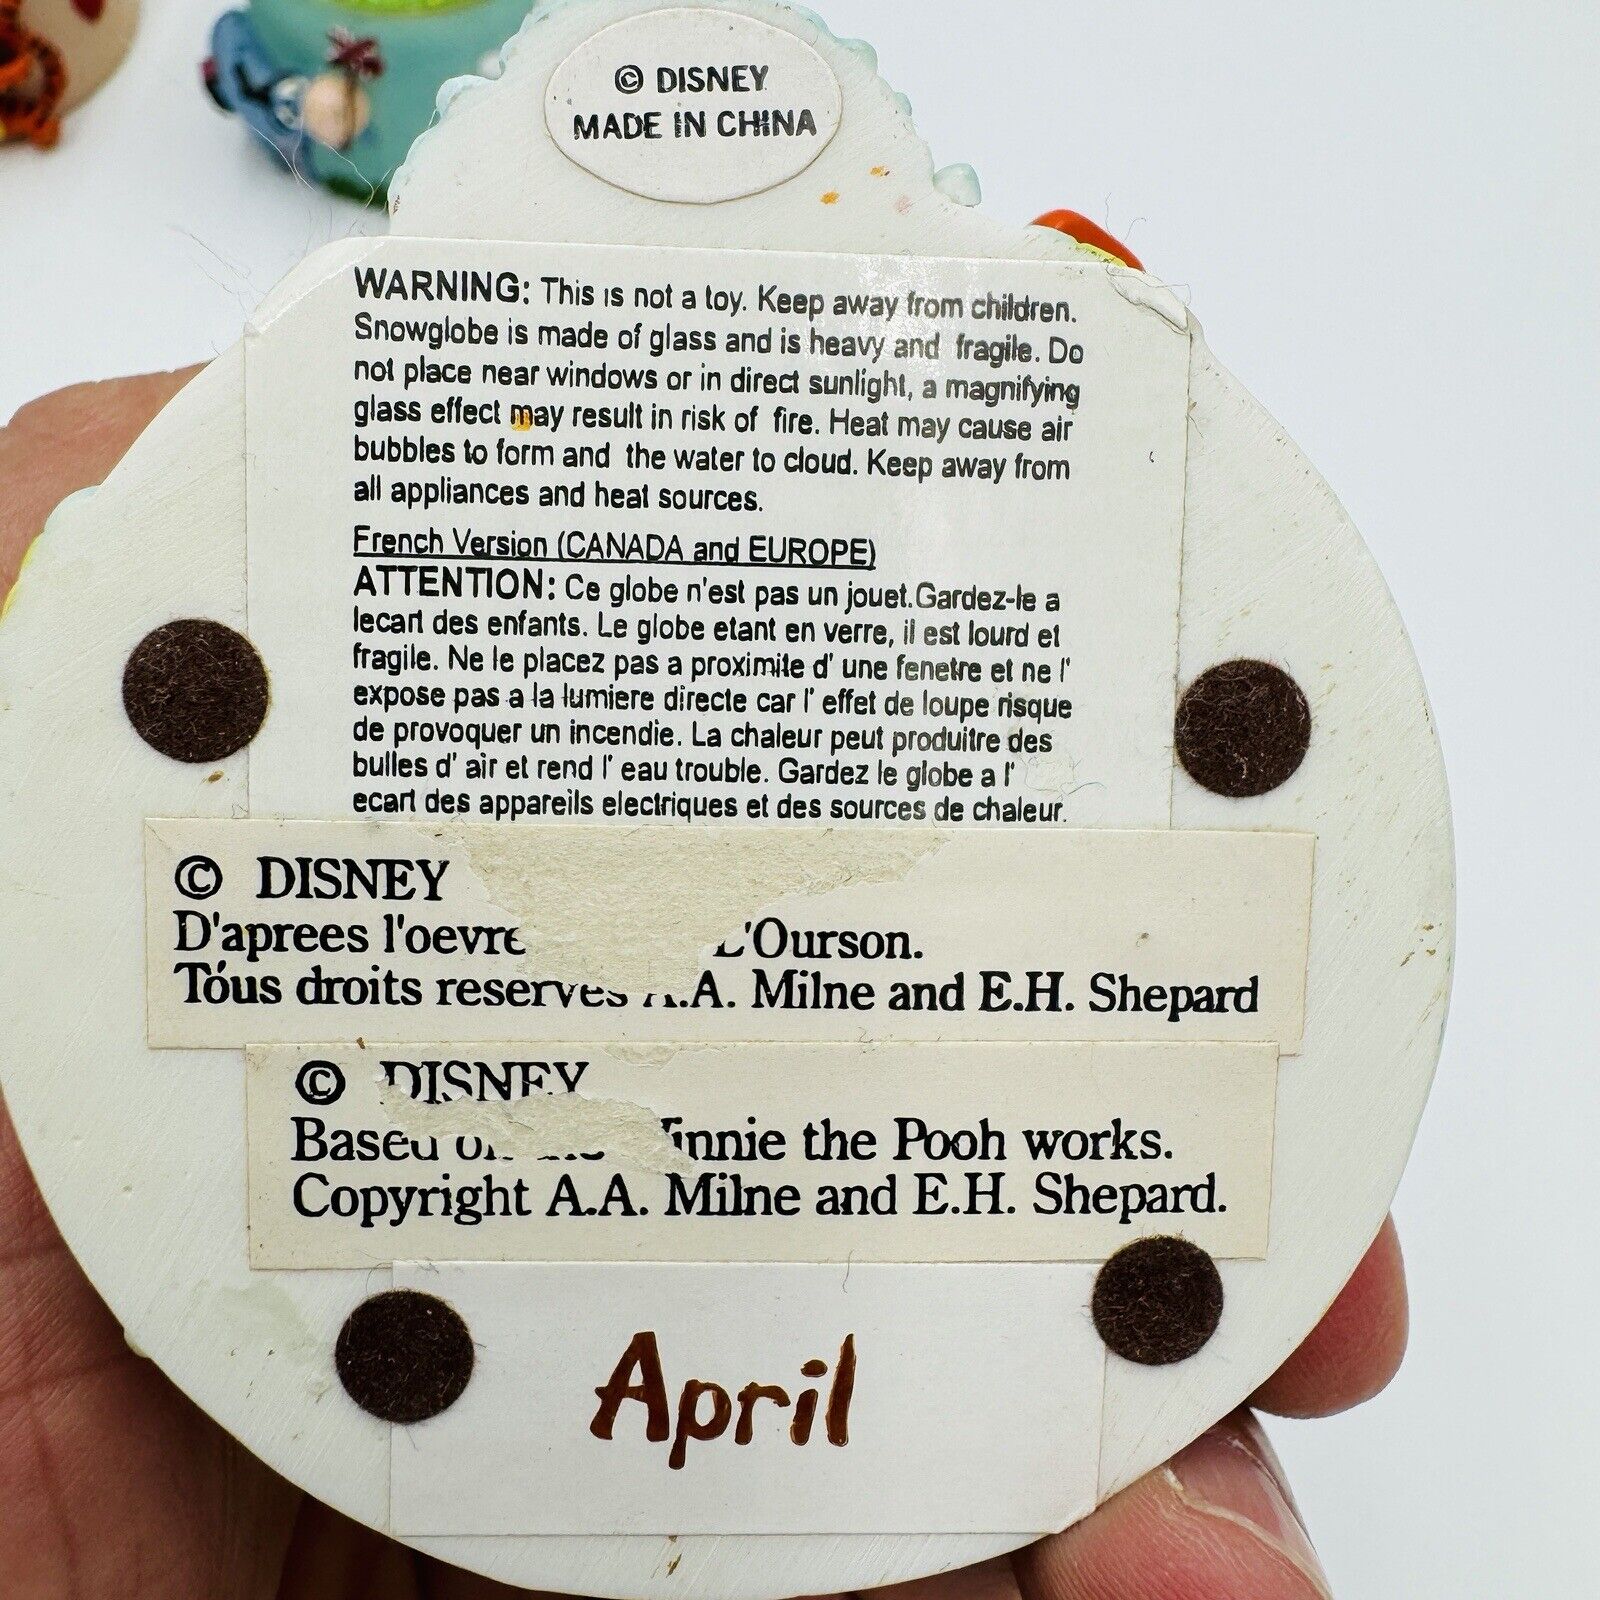 © DISNEY
MADE IN CHINA
WARNING: This is not a toy. Keep away from children.
Snowglobe is made of glass and is heavy and fragile. Do
not place near windows or in direct sunlight, a magnifying
glass effect may result in risk of fire. Heat may cause air
bubbles to form and the water to cloud. Keep away from
all appliances and heat sources.
French Version (CANADA and EUROPE)
ATTENTION: Ce globe n'est pas un jouet.Gardez-le a
lecart des enfants. Le globe etant en verre, il est lourd et
fragile. Ne le placez pas a proximite d' une fenetre et ne l'
expose pas a la lumiere directe car l' effet de loupe risque
de provoquer un incendie. La chaleur peut produitre des
bulles d' air et rend l' eau trouble. Gardez le globe a l'
ecart des appareils electriques et des sources de chaleur.
© DISNEY
D'aprees l'oevre L'Ourson.
Tous droits reserves A.A. Milne and E.H. Shepard
© DISNEY
Based on the Winnie the Pooh works.
Copyright A.A. Milne and E.H. Shepard.
April